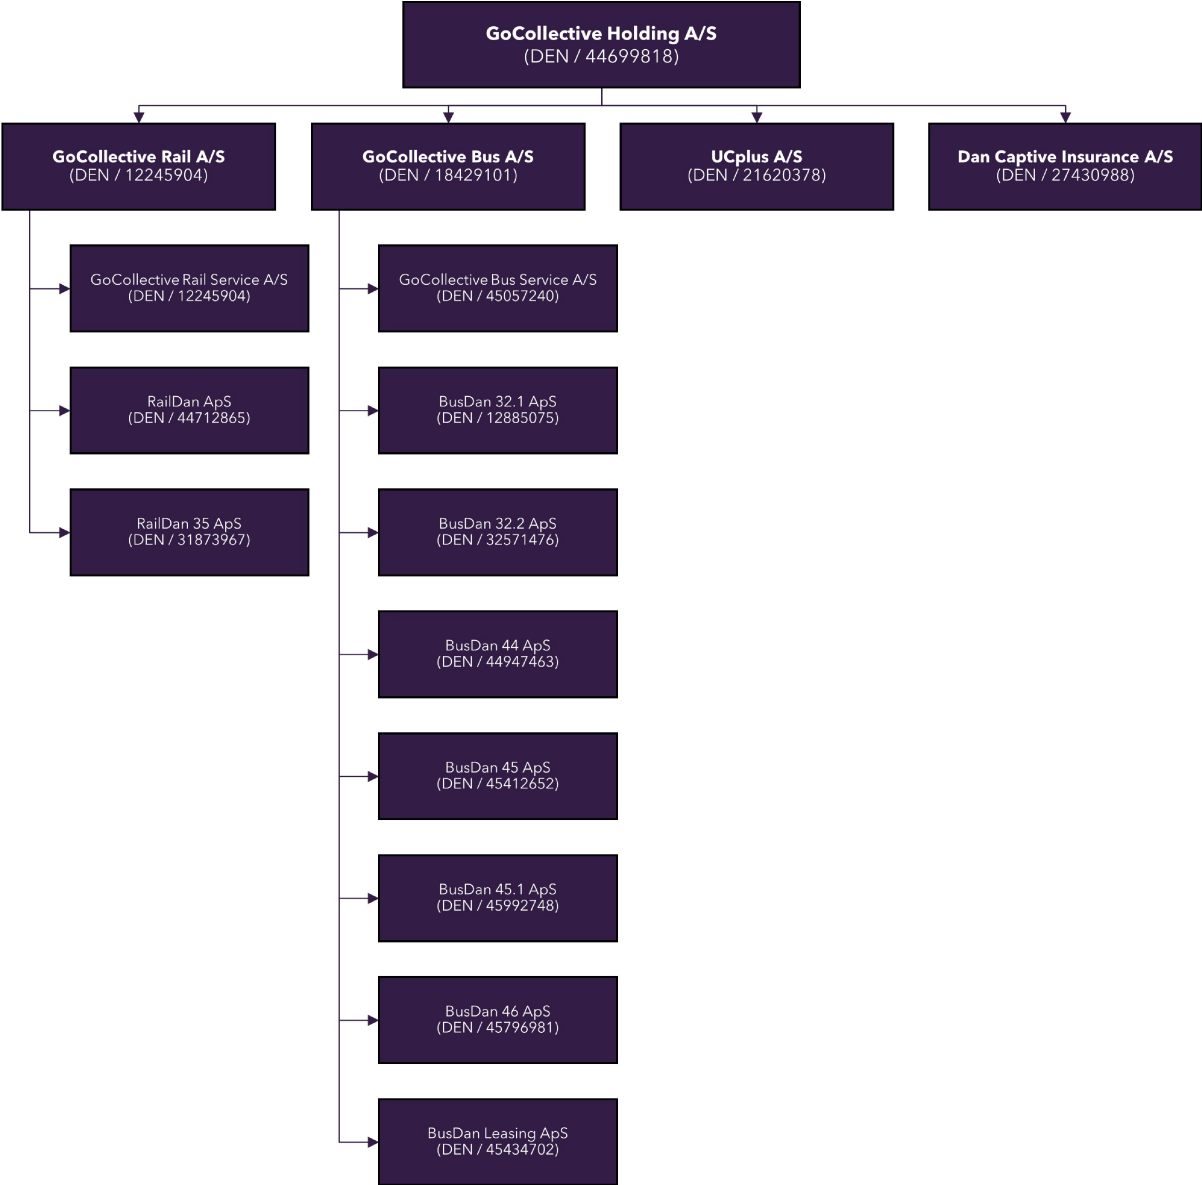 GoCollective Holding A/S
(DEN / 44699818)
GoCollective Rail A/S
(DEN / 12245904)
GoCollective Bus A/S
(DEN / 18429101)
UCplus A/S
(DEN / 21620378)
Dan Captive Insurance A/S
(DEN / 27430988)
GoCollective Rail Service A/S
(DEN / 12245904)
RailDan ApS
(DEN / 44712865)
RailDan 35 ApS
(DEN / 31873967)
GoCollective Bus Service A/S
(DEN / 45057240)
BusDan 32.1 ApS
(DEN / 12885075)
BusDan 32.2 ApS
(DEN / 32571476)
BusDan 44 ApS
(DEN / 44947463)
BusDan 45 ApS
(DEN / 45412652)
BusDan 45.1 ApS
(DEN / 45992748)
BusDan 46 ApS
(DEN / 45796981)
BusDan Leasing ApS
(DEN / 45434702)